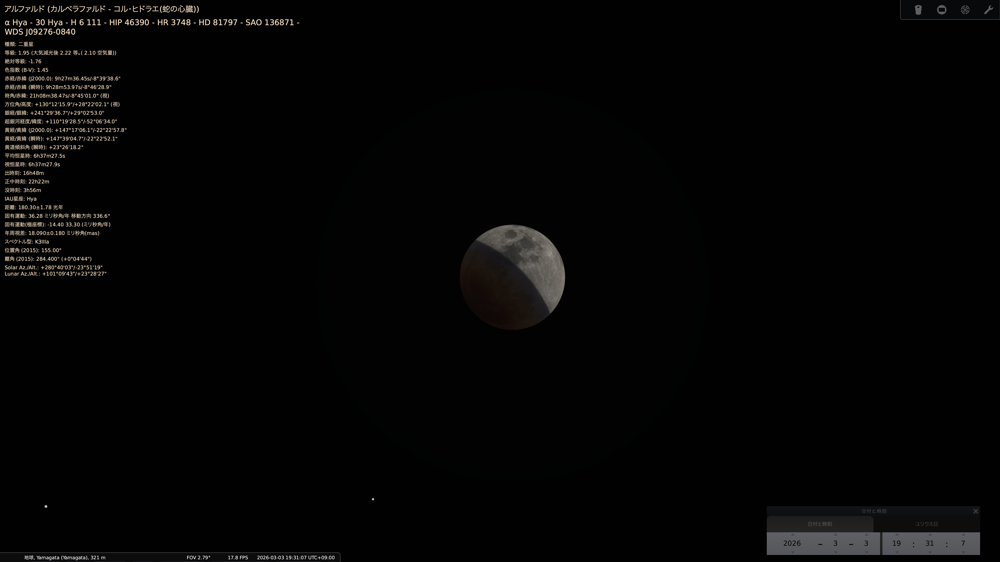 アルファルド (カルベラファルド - コル・ヒドラエ(蛇の心臓))
α Hya - 30 Hya - H 6 111 - HIP 46390 - HR 3748 - HD 81797 - SAO 136871 -
WDS J09276-0840
種類: 二重星
等級: 1.95 (大気減光後 2.22 等。( 2.10 空気量))
絶対等級: -1.76
色指数 (B-V): 1.45
赤経/赤緯 (J2000.0): 9h27m36.45s/-8°39'38.6"
赤経/赤緯 (瞬時): 9h28m53.97s/-8°46'28.9"
時角/赤緯: 21h08m38.47s/-8°45'01.0" (視)
方位角/高度: +130°12'15.9"/+28°22'02.1" (視)
銀経/銀緯: +241°29'36.7"/+29°02'53.0"
超銀河経度/緯度: +110°19'28.5"/-52°06'34.0"
黄経/黄緯 (J2000.0): +147°17'06.1"/-22°22'57.8"
黄経/黄緯 (瞬時): +147°39'04.7"/-22°22'52.1"
黄道傾斜角 (瞬時): +23°26'18.2"
平均恒星時: 6h37m27.5s
視恒星時: 6h37m27.9s
出時刻: 16h48m
正中時刻: 22h22m
没時刻: 3h56m
IAU星座: Hya
距離: 180.30±1.78 光年
固有運動: 36.28 ミリ秒角/年 移動方向 336.6°
固有運動(極座標): -14.40 33.30 (ミリ秒角/年)
年周視差: 18.090±0.180 ミリ秒角(mas)
スペクトル型: K3IIIa
位置角 (2015): 155.00°
離角 (2015): 284.400" (+0°04'44")
Solar Az./Alt.: +280°40'03"/-23°51'19"
Lunar Az./Alt.: +101°09'43"/+23°28'27"
日付と時刻
日付と時刻 ユリウス日
2026 - 3 - 3 19 : 31 : 7
地球, Yamagata (Yamagata), 321 m FOV 2.79° 17.8 FPS 2026-03-03 19:31:07 UTC+09:00